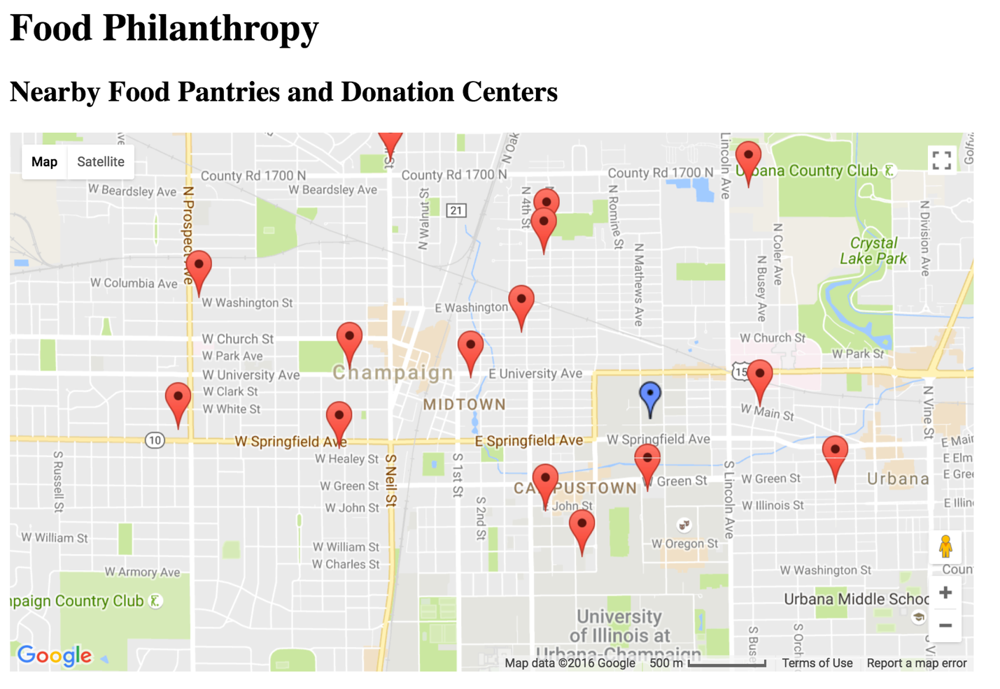 Food Philanthropy
Nearby Food Pantries and Donation Centers
Map Satellite
N Oak
Lincoln Ave
Golfvi
County Rd 1700 N
County Rd 1700 N
County Rd 1700 N
Urbana Country Club
W Beardsley Ave
W Beardsley Ave
N Prospect Ave
N Walnut St
21
N 4th St
N Romine St
N Mathews Ave
N Coler Ave
N Busey Ave
N Division Ave
Crystal
Lake Park
W Columbia Ave
W Washington St
E Washington
W Church St
W Church St
W Park Ave
W Park St
W University Ave
Champaign
E University Ave
15
W Clark St
W White St
MIDTOWN
W Main St
N Vine St
10
W Springfield Ave
E Springfield Ave
W Springfield Ave
E Main
S Russell St
W Healey St
S Neil St
S 1st St
S Lincoln Ave
E Elm
W Green St
CAMPUSTOWN
W Green St
W Green St
Urbana
E Gree
W John St
S 2nd St
E John St
W Illinois St
E Illin
W William St
W William St
W Oregon St
W Charles St
W Armory Ave
W Washington St
Coun
mpaign Country Club
Urbana Middle Schoo
University
of Illinois at
Urbana-Champaign
S Buse
S Orch
S Vi
Google
Map data ©2016 Google 500 m Terms of Use Report a map error